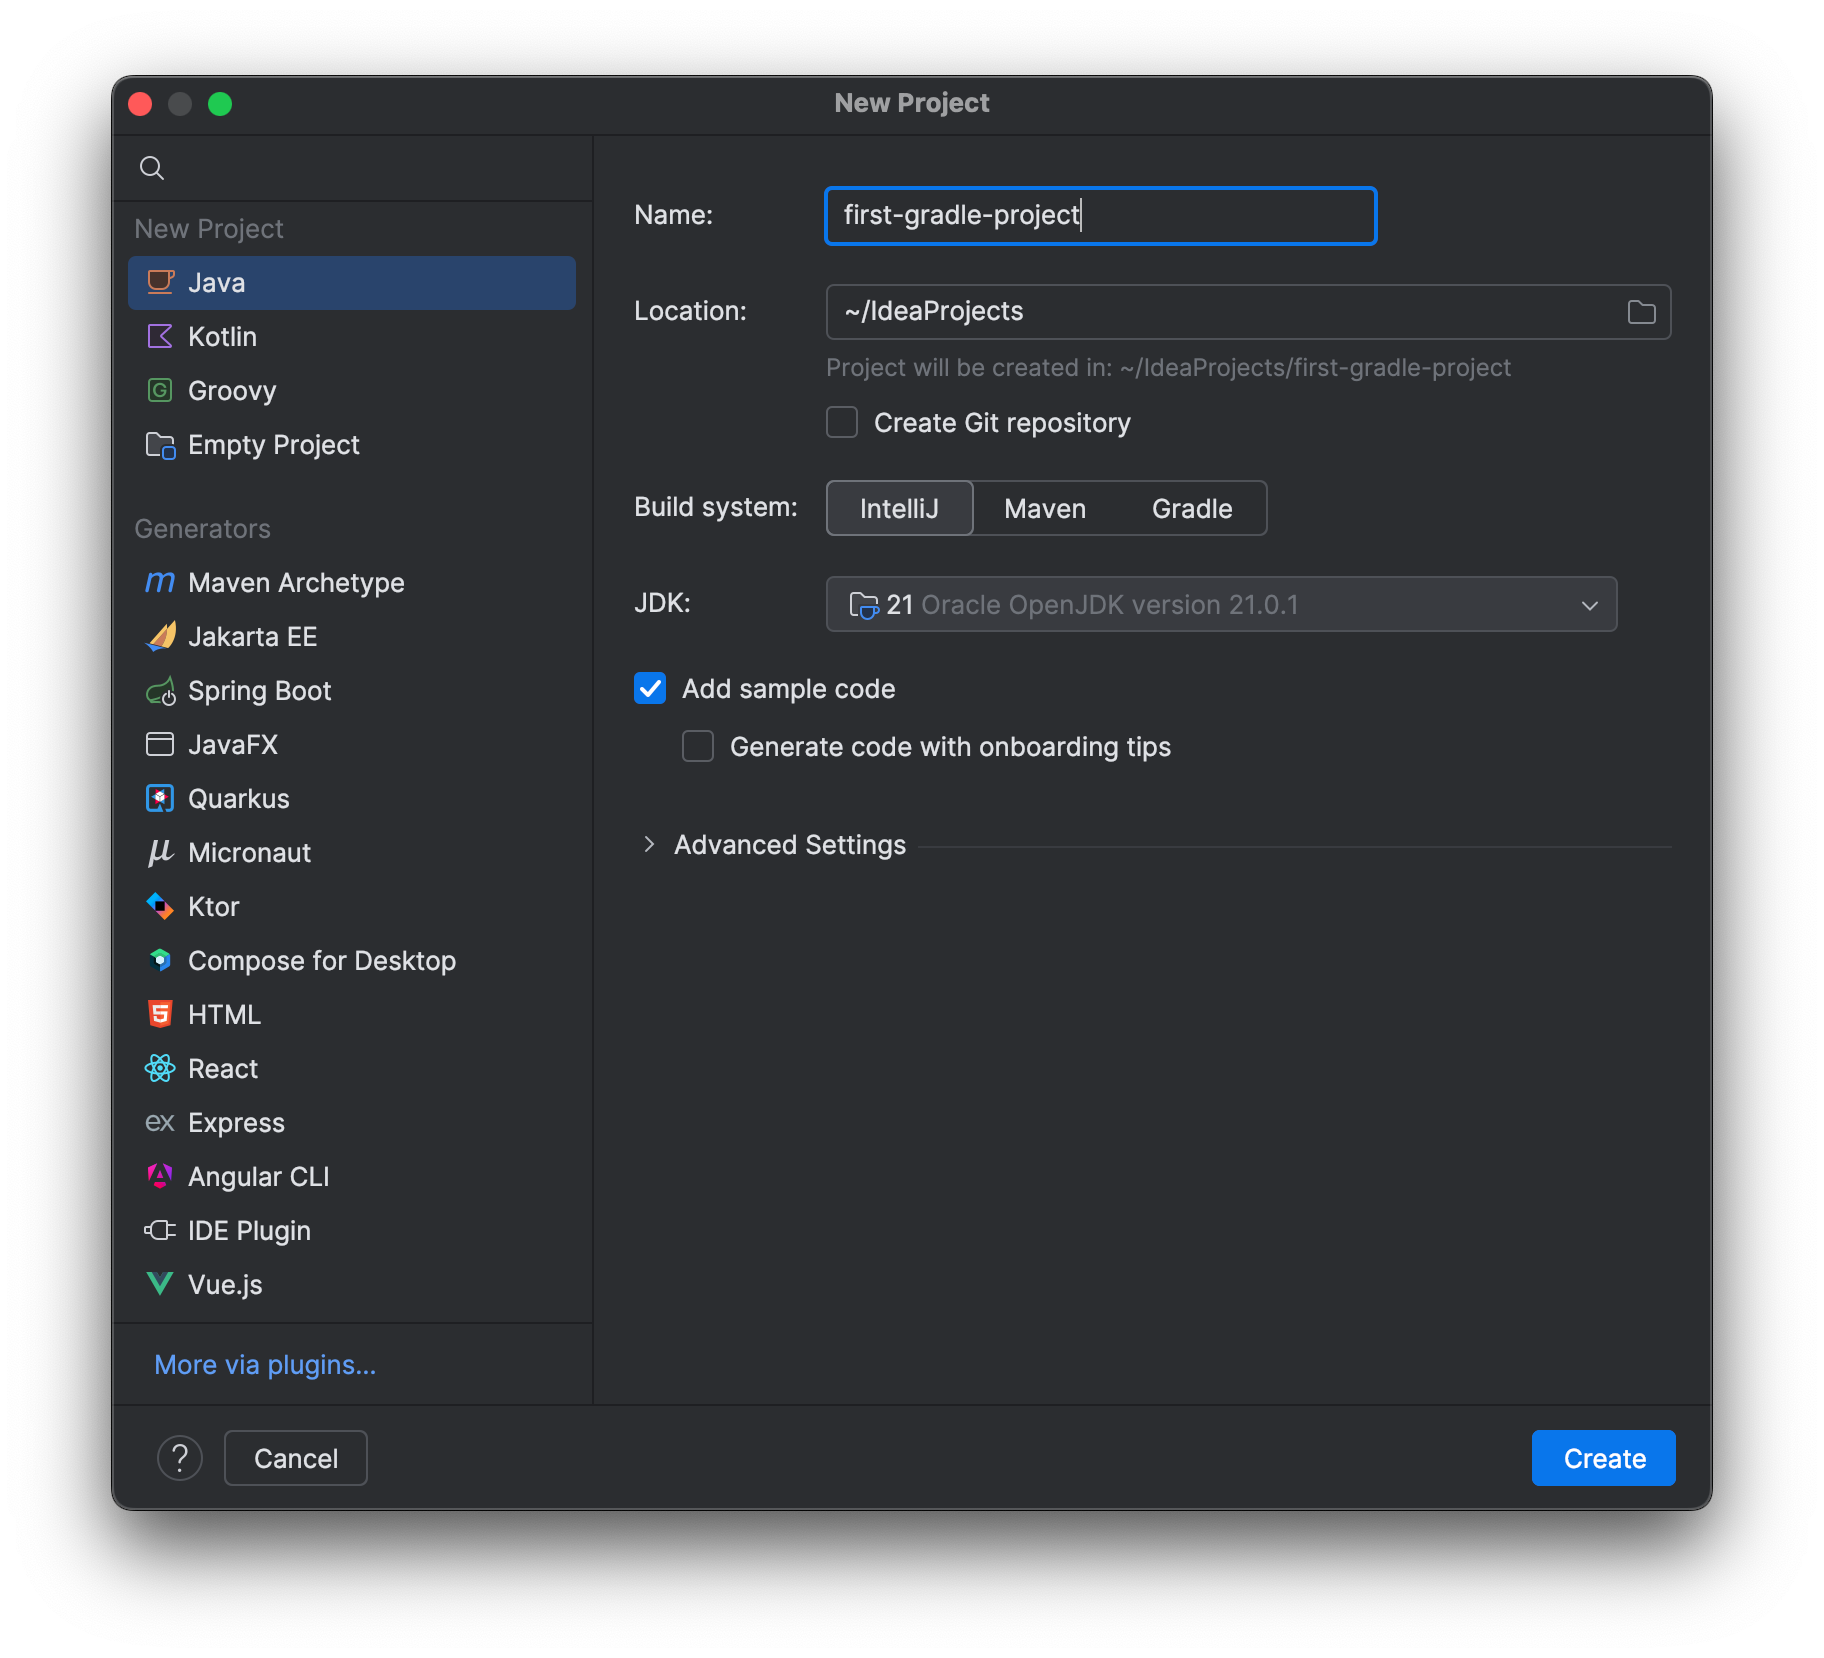 New Project
New Project
Java
Kotlin
G Groovy
Empty Project
Generators
m Maven Archetype
Jakarta EE
Spring Boot
JavaFX
Quarkus
μ Micronaut
Ktor
Compose for Desktop
5 HTML
React
ex Express
Angular CLI
IDE Plugin
Vue.js
More via plugins...
Name: first-gradle-project
Location: ~/IdeaProjects
Project will be created in: ~/IdeaProjects/first-gradle-project
Create Git repository
Build system: IntelliJ Maven Gradle
JDK: 21 Oracle OpenJDK version 21.0.1
Add sample code
Generate code with onboarding tips
Advanced Settings
? Cancel Create